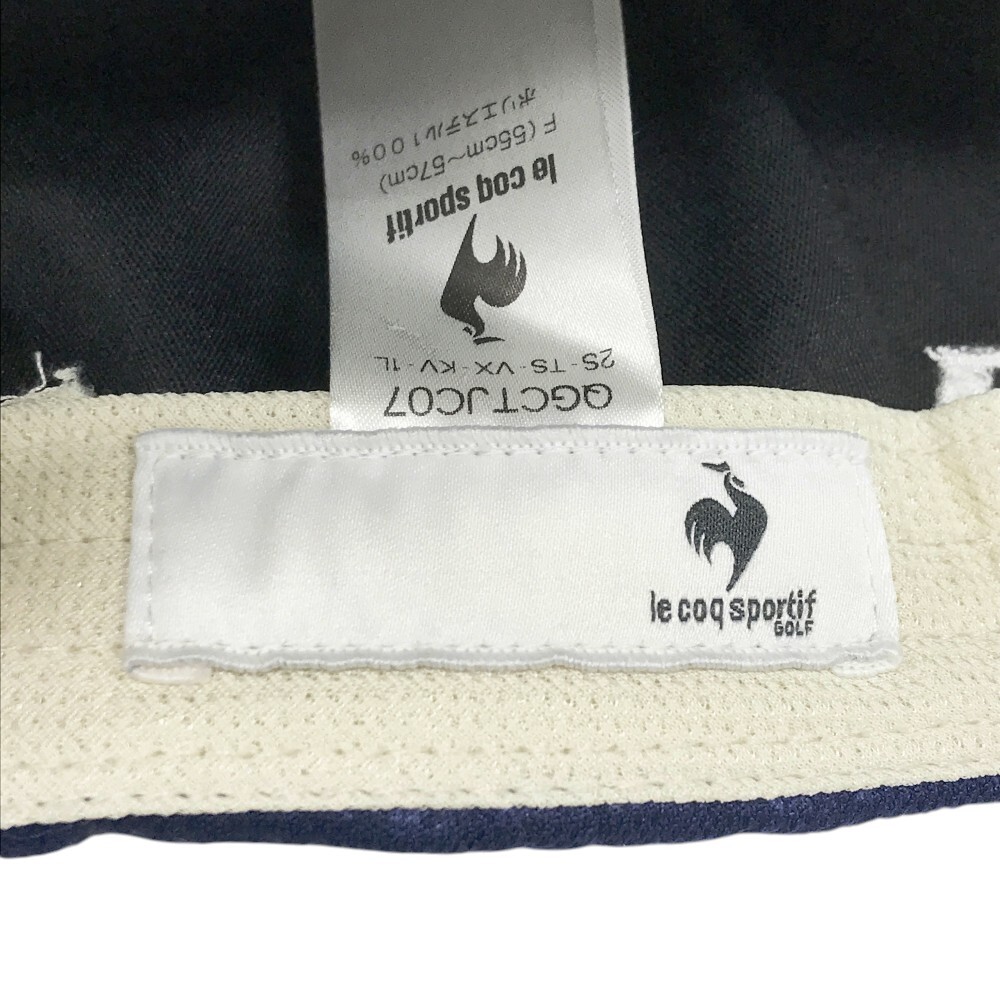 QGCTJC07
2S-TS-VX-KV-1L
le coq sportif
F(55cm~57cm)
ポリエステル100%
le coq sportif
GOLF